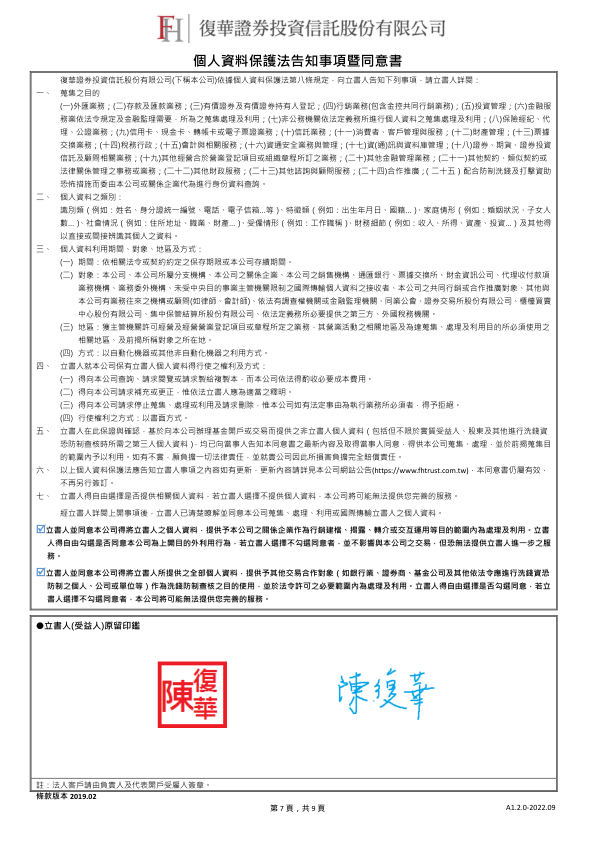 FH 復華證券投資信託股份有限公司
個人資料保護法告知事項暨同意書
復華證券投資信託股份有限公司(下稱本公司)依據個人資料保護法第八條規定，向立書人告知下列事項，請立書人詳閱：
一、 蒐集之目的
(一)外匯業務；(二)存款及匯款業務；(三)有價證券及有價證券持有人登記；(四)行銷業務(包含金控共同行銷業務)；(五)投資管理；(六)金融服
務業依法令規定及金融監理需要，所為之蒐集處理及利用；(七)非公務機關依法定義務所進行個人資料之蒐集處理及利用；(八)保險經紀、代
理、公證業務；(九)信用卡、現金卡、轉帳卡或電子票證業務；(十)信託業務；(十一)消費者、客戶管理與服務；(十二)財產管理；(十三)票據
交換業務；(十四)稅務行政；(十五)會計與相關服務；(十六)資通安全業務與管理；(十七)資(通)訊與資料庫管理；(十八)證券、期貨、證券投資
信託及顧問相關業務；(十九)其他經營合於營業登記項目或組織章程所訂之業務；(二十)其他金融管理業務；(二十一)其他契約、類似契約或
法律關係管理之事務或業務；(二十二)其他財政服務；(二十三)其他諮詢與顧問服務；(二十四)合作推廣；(二十五）配合防制洗錢及打擊資助
恐怖措施而委由本公司或關係企業代為進行身份資料查詢。
二、 個人資料之類別：
識別類（例如：姓名、身分證統一編號、電話、電子信箱…等）、特徵類（例如：出生年月日、國籍…）、家庭情形（例如：婚姻狀況、子女人
數…）、社會情況（例如：住所地址、職業、財產…）、受僱情形（例如：工作職稱）、財務細節（例如：收入、所得、資產、投資…）及其他得
以直接或間接辨識其個人之資料。
三、 個人資料利用期間、對象、地區及方式：
(一) 期間：依相關法令或契約約定之保存期限或本公司存續期間。
(二) 對象：本公司、本公司所屬分支機構、本公司之關係企業、本公司之銷售機構、通匯銀行、票據交換所、財金資訊公司、代理收付款項
業務機構、業務委外機構、未受中央目的事業主管機關限制之國際傳輸個人資料之接收者、本公司之共同行銷或合作推廣對象、其他與
本公司有業務往來之機構或顧問(如律師、會計師)、依法有調查權機關或金融監理機關、同業公會、證券交易所股份有限公司、櫃檯買賣
中心股份有限公司、集中保管結算所股份有限公司、依法定義務所必要提供之第三方、外國稅務機關。
(三) 地區：獲主管機關許可經營及經營營業登記項目或章程所定之業務，其營業活動之相關地區及為達蒐集、處理及利用目的所必須使用之
相關地區、及前揭所稱對象之所在地。
(四) 方式：以自動化機器或其他非自動化機器之利用方式。
四、 立書人就本公司保有立書人個人資料得行使之權利及方式：
(一) 得向本公司查詢、請求閱覽或請求製給複製本，而本公司依法得酌收必要成本費用。
(二) 得向本公司請求補充或更正，惟依法立書人應為適當之釋明。
(三) 得向本公司請求停止蒐集、處理或利用及請求刪除，惟本公司如有法定事由為執行業務所必須者，得予拒絕。
(四) 行使權利之方式：以書面方式。
五、 立書人在此保證與確認，基於向本公司辦理基金開戶或交易而提供之非立書人個人資料（包括但不限於實質受益人、股東及其他進行洗錢資
恐防制查核時所需之第三人個人資料），均已向當事人告知本同意書之最新內容及取得當事人同意，得供本公司蒐集、處理，並於前揭蒐集目
的範圍內予以利用。如有不實，願負擔一切法律責任，並就貴公司因此所損害負擔完全賠償責任。
六、 以上個人資料保護法應告知立書人事項之內容如有更新，更新內容請詳見本公司網站公告(https://www.fhtrust.com.tw)，本同意書仍屬有效，
不再另行簽訂。
七、 立書人得自由選擇是否提供相關個人資料，若立書人選擇不提供個人資料，本公司將可能無法提供您完善的服務。
經立書人詳閱上開事項後，立書人已清楚瞭解並同意本公司蒐集、處理、利用或國際傳輸立書人之個人資料。
☑立書人並同意本公司得將立書人之個人資料，提供予本公司之關係企業作為行銷建檔、揭露、轉介或交互運用等目的範圍內為處理及利用。立書
人得自由勾選是否同意本公司為上開目的外利用行為，若立書人選擇不勾選同意者，並不影響與本公司之交易，但恐無法提供立書人進一步之服
務。
☑立書人並同意本公司得將立書人所提供之全部個人資料，提供予其他交易合作對象（如銀行業、證券商、基金公司及其他依法令應進行洗錢資恐
防制之個人、公司或單位等）作為洗錢防制查核之目的使用，並於法令許可之必要範圍內為處理及利用。立書人得自由選擇是否勾選同意，若立
書人選擇不勾選同意者，本公司將可能無法提供您完善的服務。
●立書人(受益人)原留印鑑
陳復華
陳復華
註：法人客戶請由負責人及代表開戶受雇人簽章。
條款版本 2019.02
第 7 頁，共 9 頁
A1.2.0-2022.09